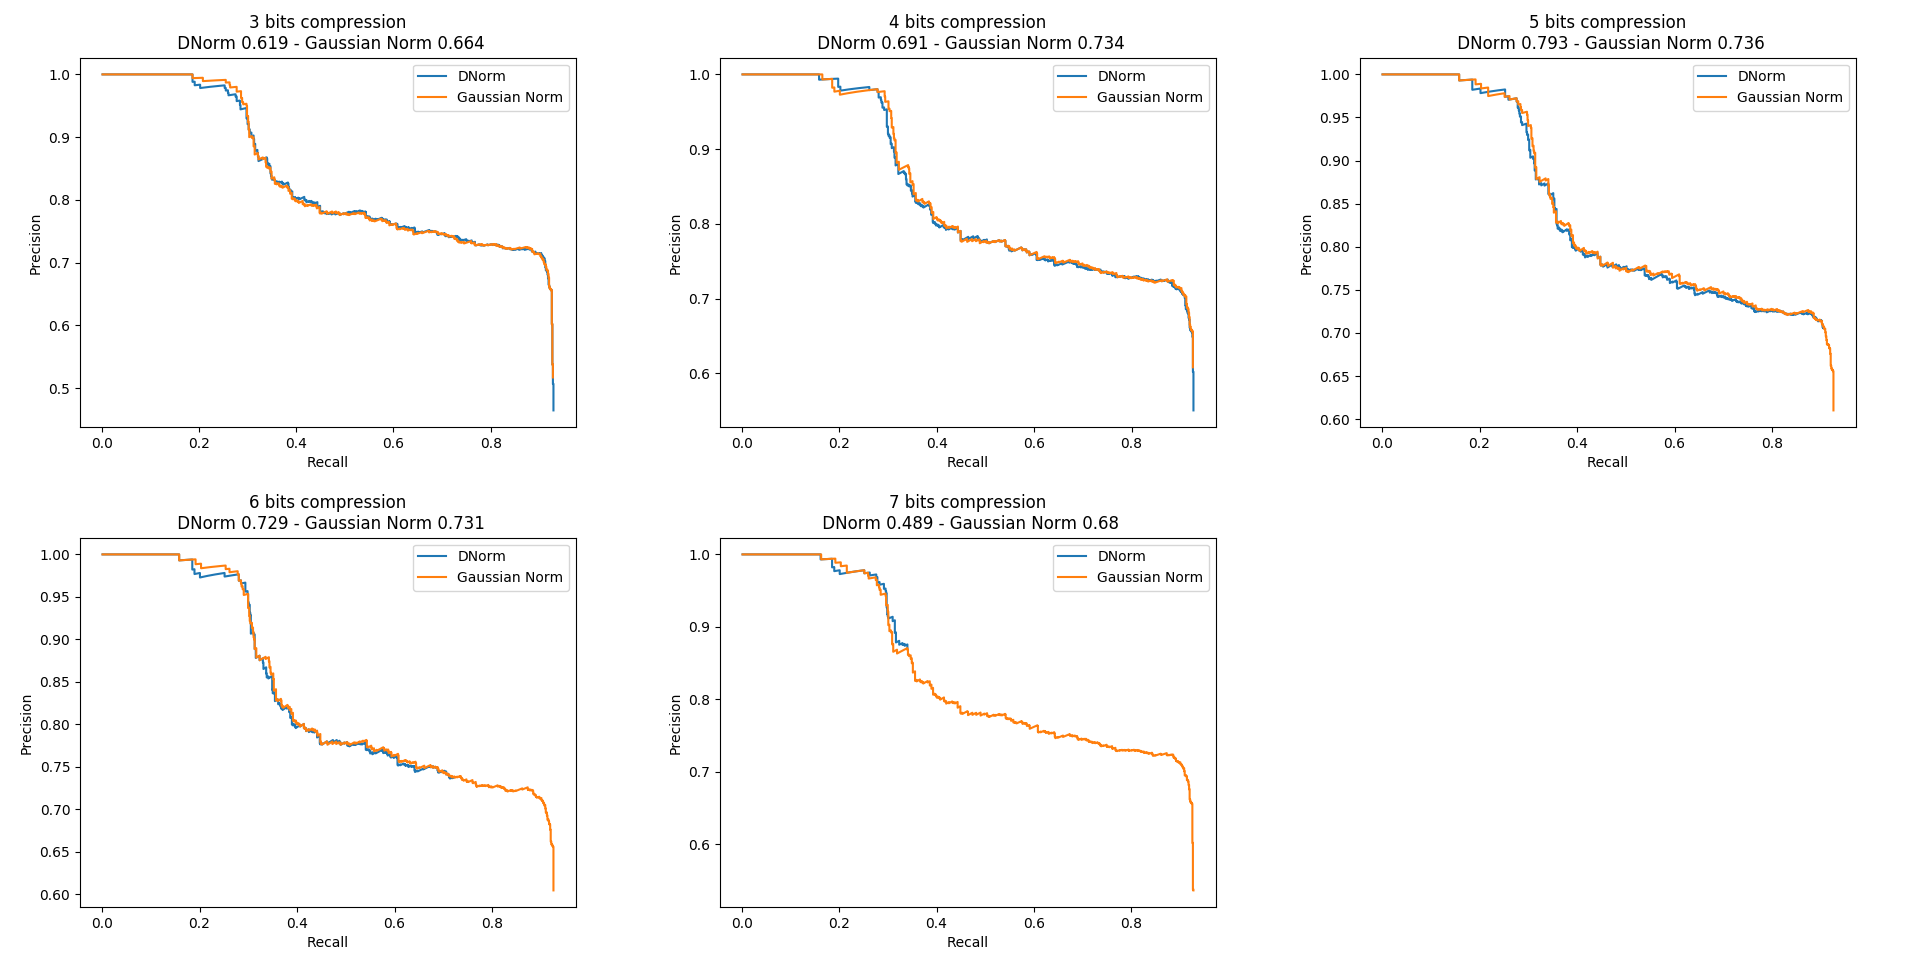 3 bits compression
DNorm 0.619 - Gaussian Norm 0.664
DNorm
Gaussian Norm
1.0
0.9
0.8
0.7
0.6
0.5
Precision
0.0 0.2 0.4 0.6 0.8
Recall
4 bits compression
DNorm 0.691 - Gaussian Norm 0.734
DNorm
Gaussian Norm
1.0
0.9
0.8
0.7
0.6
Precision
0.0 0.2 0.4 0.6 0.8
Recall
5 bits compression
DNorm 0.793 - Gaussian Norm 0.736
DNorm
Gaussian Norm
1.00
0.95
0.90
0.85
0.80
0.75
0.70
0.65
0.60
Precision
0.0 0.2 0.4 0.6 0.8
Recall
6 bits compression
DNorm 0.729 - Gaussian Norm 0.731
DNorm
Gaussian Norm
1.00
0.95
0.90
0.85
0.80
0.75
0.70
0.65
0.60
Precision
0.0 0.2 0.4 0.6 0.8
Recall
7 bits compression
DNorm 0.489 - Gaussian Norm 0.68
DNorm
Gaussian Norm
1.0
0.9
0.8
0.7
0.6
Precision
0.0 0.2 0.4 0.6 0.8
Recall